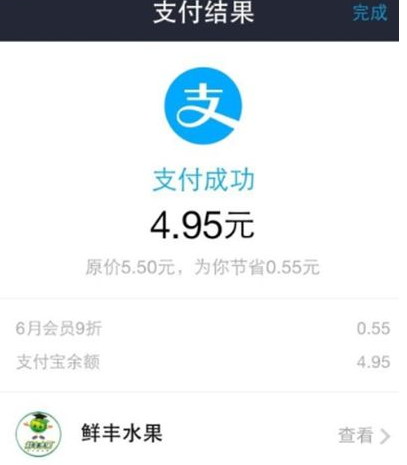 支付结果 完成
支
支付成功
4.95元
原价5.50元，为你节省0.55元
6月会员9折 0.55
支付宝余额 4.95
鲜丰水果 查看